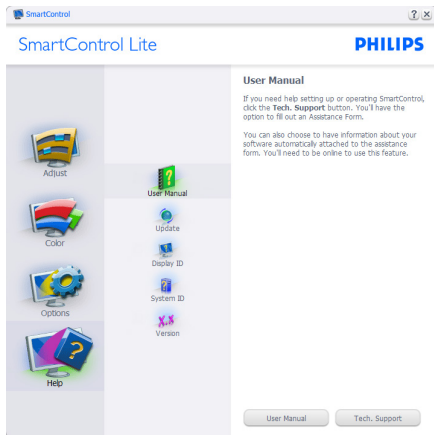 SmartControl
? ×
SmartControl Lite
PHILIPS
Adjust
Color
Options
Help
User Manual
Update
Display ID
System ID
X.X
Version
User Manual
If you need help setting up or operating SmartControl,
click the Tech. Support button. You'll have the
option to fill out an Assistance Form.
You can also choose to have information about your
software automatically attached to the assistance
form. You'll need to be online to use this feature.
User Manual
Tech. Support